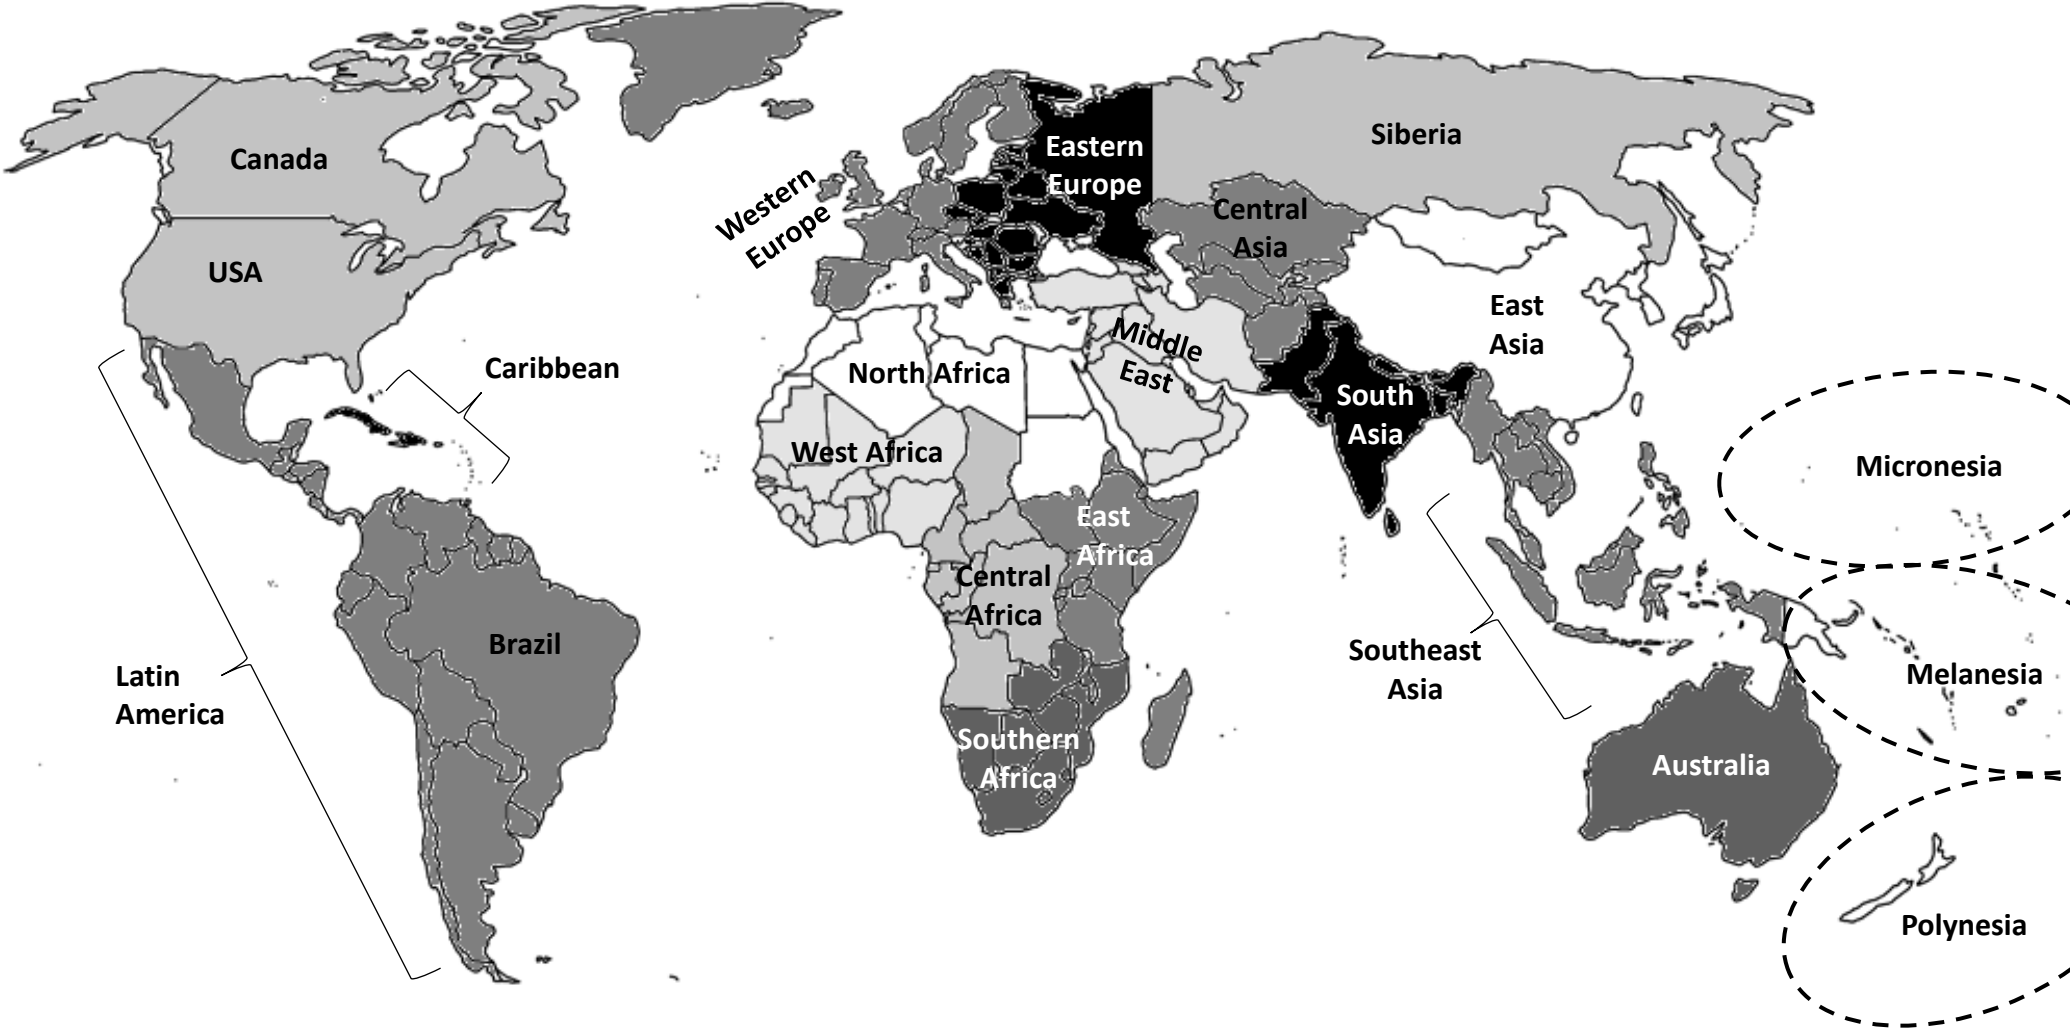 Canada
USA
Caribbean
Latin
America
Brazil
Western
Europe
Eastern
Europe
Siberia
Central
Asia
East
Asia
Middle
East
North Africa
West Africa
East
Africa
Central
Africa
Southern
Africa
South
Asia
Southeast
Asia
Australia
Micronesia
Melanesia
Polynesia